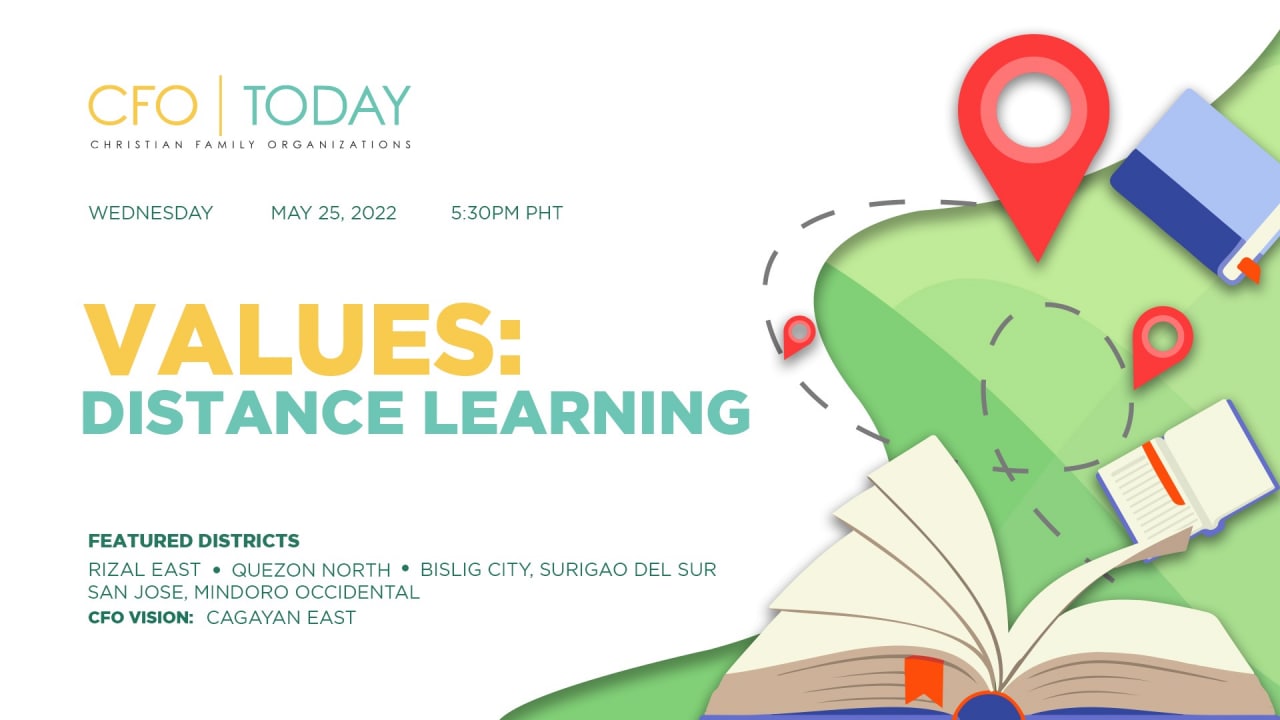 CFO | TODAY
CHRISTIAN FAMILY ORGANIZATIONS
WEDNESDAY MAY 25, 2022 5:30PM PHT
VALUES:
DISTANCE LEARNING
FEATURED DISTRICTS
RIZAL EAST • QUEZON NORTH • BISLIG CITY, SURIGAO DEL SUR
SAN JOSE, MINDORO OCCIDENTAL
CFO VISION: CAGAYAN EAST